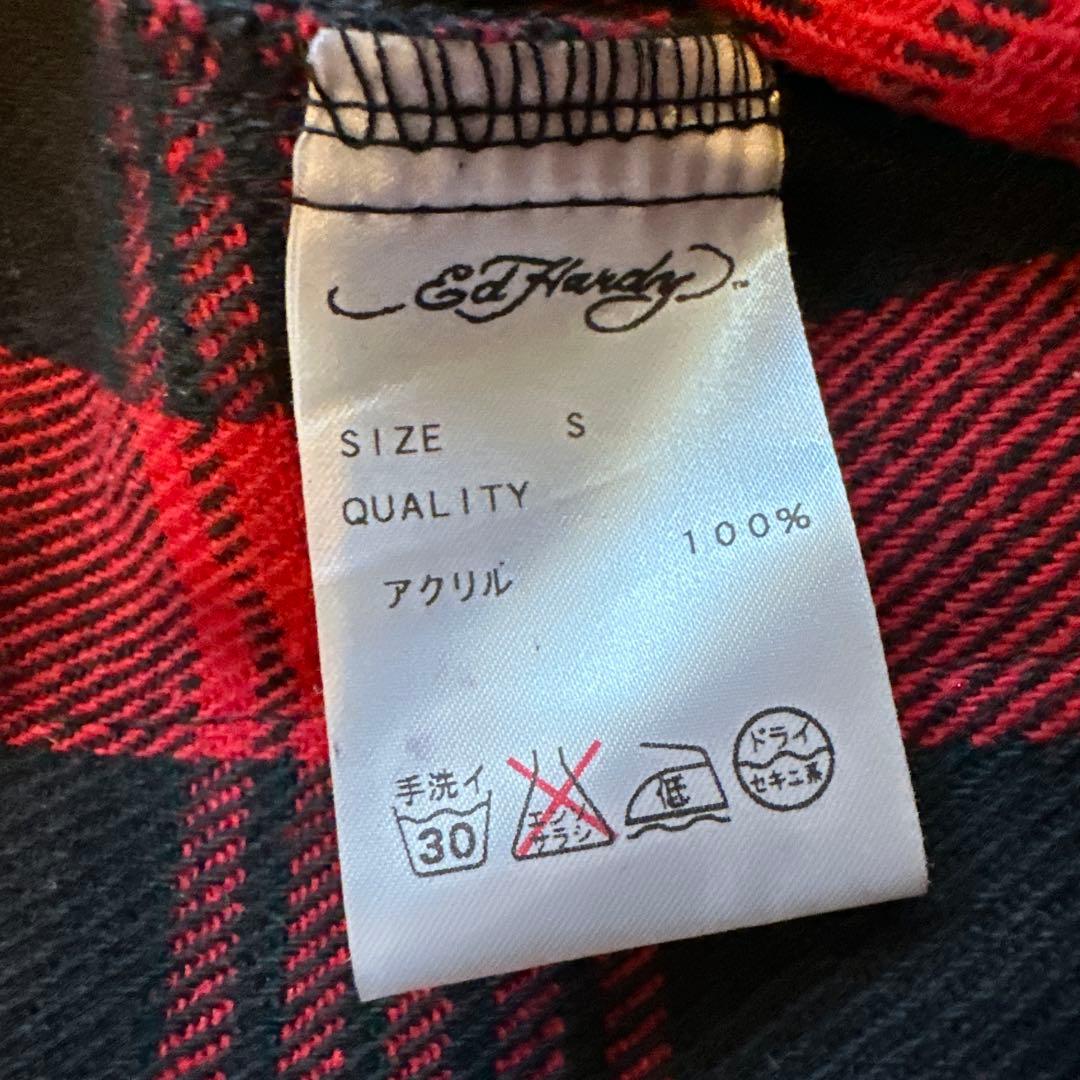 Ed Hardy™
SIZE S
QUALITY
100%
アクリル
手洗イ
30
エンソ
サラシ
低
ドライ
セキユ系